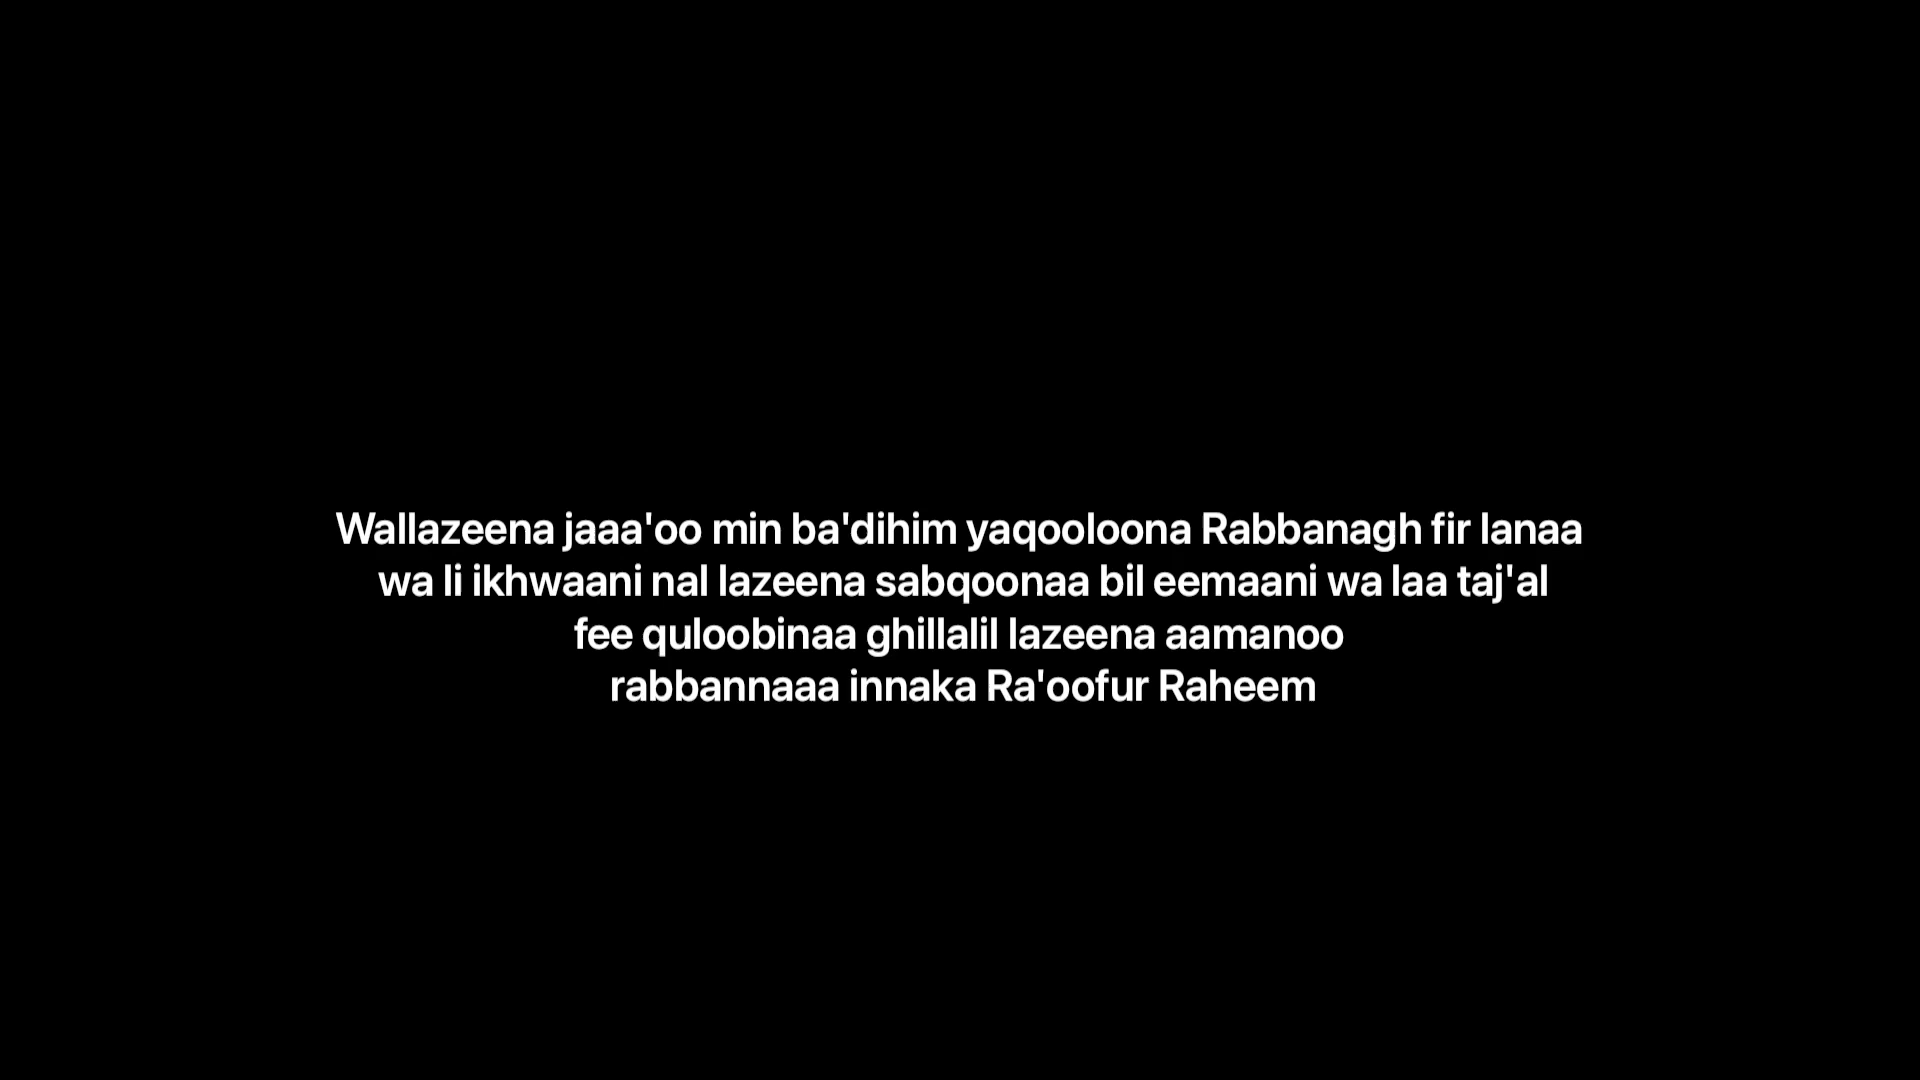 Wallazeena jaaa'oo min ba'dihim yaqooloona Rabbanagh fir lanaa
wa li ikhwaani nal lazeena sabqoonaa bil eemaani wa laa taj'al
fee quloobinaa ghillalil lazeena aamanoo
rabbannaaa innaka Ra'oofur Raheem